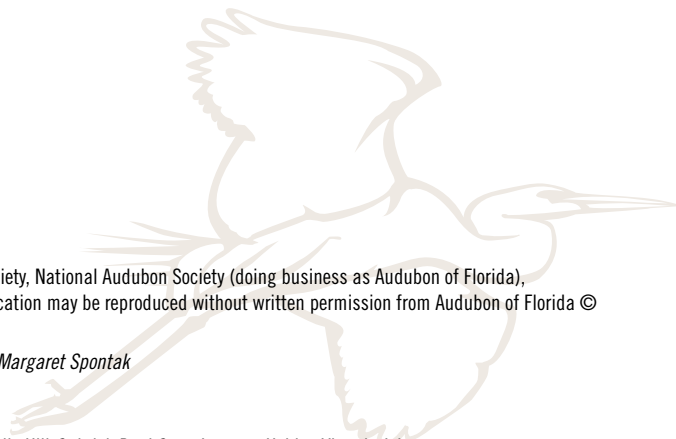 iety, National Audubon Society (doing business as Audubon of Florida),
cation may be reproduced without written permission from Audubon of Florida ©
Margaret Spontak